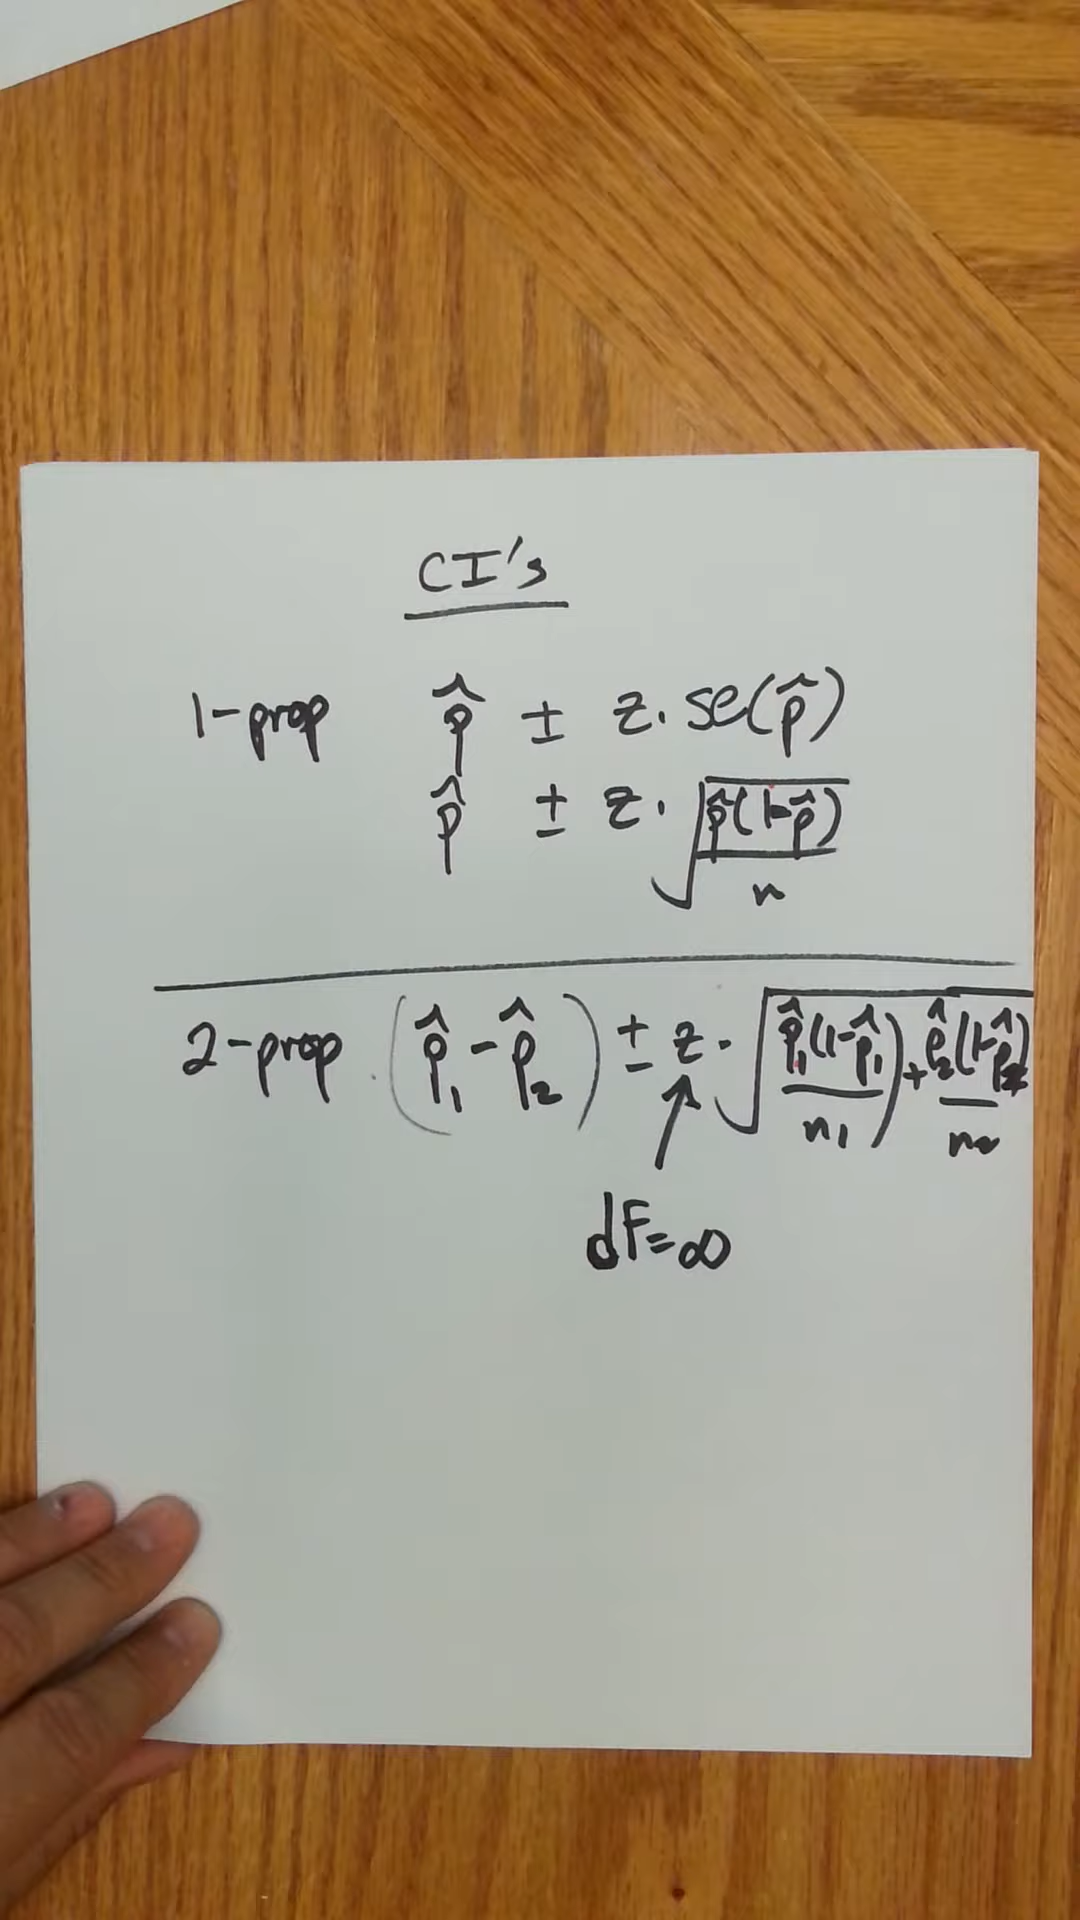 CI's
1-prop p̂ ± z · se(p̂)
p̂ ± z · √(p̂(1-p̂)/n)
2-prop (p̂₁ - p̂₂) ± z · √(p̂₁(1-p̂₁)/n₁ + p̂₂(1-p̂₂)/n₂)
dF=∞